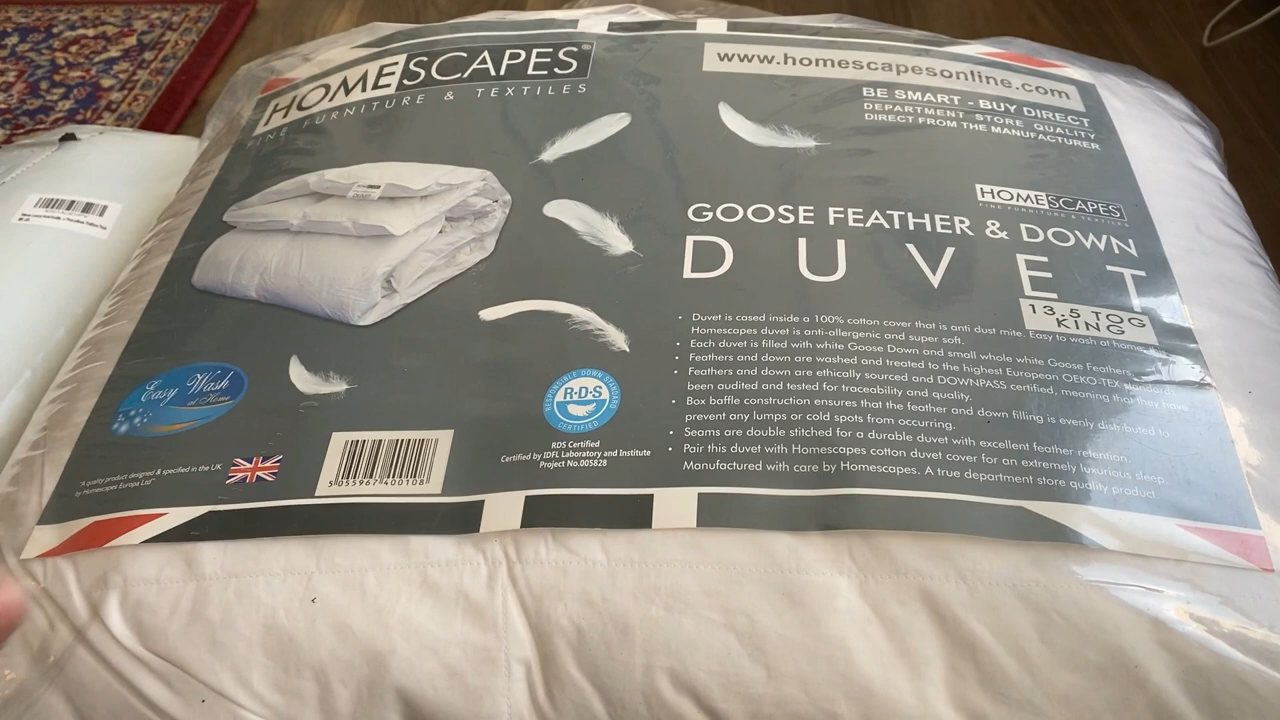 HOMESCAPES®
FINE FURNITURE & TEXTILES
www.homescapesonline.com
BE SMART - BUY DIRECT
DEPARTMENT STORE QUALITY
DIRECT FROM THE MANUFACTURER
HOMESCAPES
FINE FURNITURE & TEXTILES
GOOSE FEATHER & DOWN
DUVET
13.5 TOG
KING
• Duvet is cased inside a 100% cotton cover that is anti dust mite. Easy to wash at home,
Homescapes duvet is anti-allergenic and super soft.
• Each duvet is filled with white Goose Down and small whole white Goose Feathers.
• Feathers and down are washed and treated to the highest European OEKO-TEX standards
• Feathers and down are ethically sourced and DOWNPASS certified, meaning that they have
been audited and tested for traceability and quality.
• Box baffle construction ensures that the feather and down filling is evenly distributed to
prevent any lumps or cold spots from occurring.
• Seams are double stitched for a durable duvet with excellent feather retention.
• Pair this duvet with Homescapes cotton duvet cover for an extremely luxurious sleep.
Manufactured with care by Homescapes. A true department store quality product.
HOMESCAPES
Easy Wash
at Home
RESPONSIBLE DOWN STANDARD
R·D·S
CERTIFIED
RDS Certified
Certified by IDFL Laboratory and Institute
Project No.005828
"A quality product designed & specified in the UK
by Homescapes Europa Ltd"
5 055967 400108